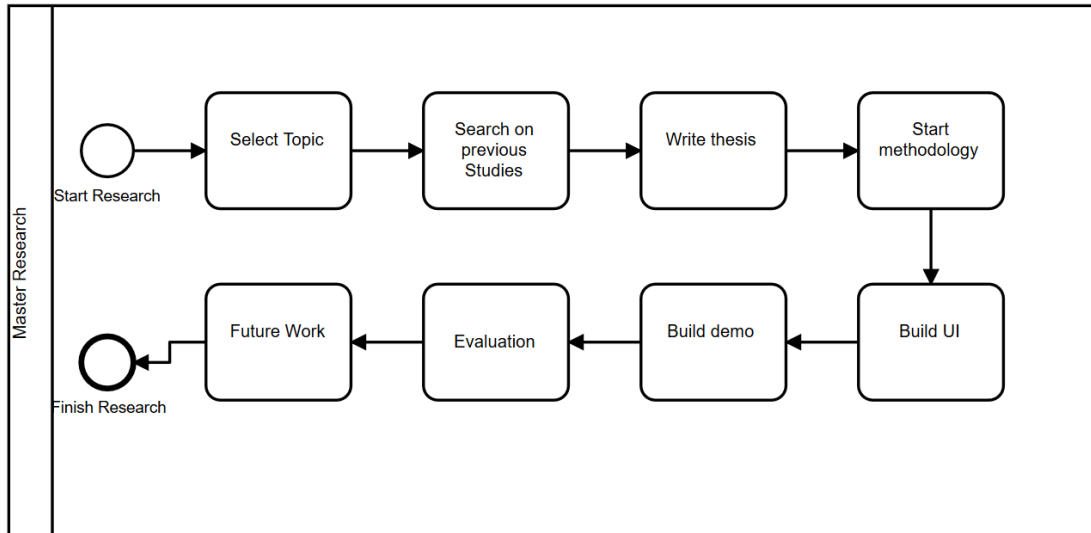 Master Research
Select Topic
Search on
previous
Studies
Write thesis
Start
methodology
Start Research
Future Work
Evaluation
Build demo
Build UI
Finish Research